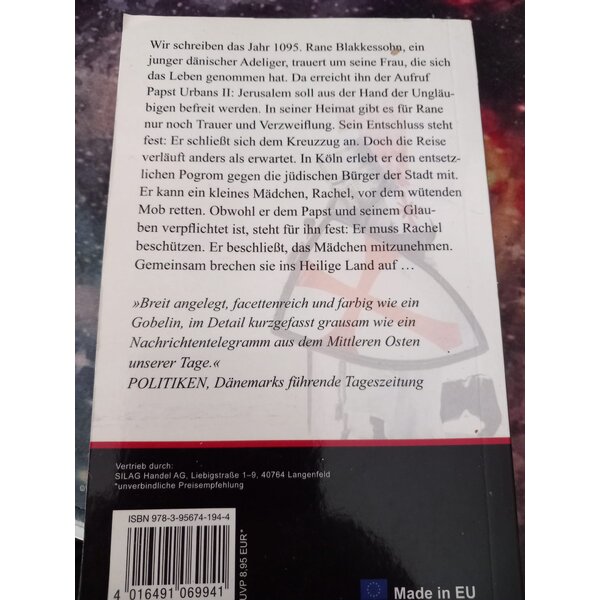 Wir schreiben das Jahr 1095. Rane Blakkessohn, ein
junger dänischer Adeliger, trauert um seine Frau, die sich
das Leben genommen hat. Da erreicht ihn der Aufruf
Papst Urbans II: Jerusalem soll aus der Hand der Ungläu-
bigen befreit werden. In seiner Heimat gibt es für Rane
nur noch Trauer und Verzweiflung. Sein Entschluss steht
fest: Er schließt sich dem Kreuzzug an. Doch die Reise
verläuft anders als erwartet. In Köln erlebt er den entsetz-
lichen Pogrom gegen die jüdischen Bürger der Stadt mit.
Er kann ein kleines Mädchen, Rachel, vor dem wütenden
Mob retten. Obwohl er dem Papst und seinem Glau-
ben verpflichtet ist, steht für ihn fest: Er muss Rachel
beschützen. Er beschließt, das Mädchen mitzunehmen.
Gemeinsam brechen sie ins Heilige Land auf ...
»Breit angelegt, facettenreich und farbig wie ein
Gobelin, im Detail kurzgefasst grausam wie ein
Nachrichtentelegramm aus dem Mittleren Osten
unserer Tage.«
POLITIKEN, Dänemarks führende Tageszeitung
Vertrieb durch:
SILAG Handel AG, Liebigstraße 1–9, 40764 Langenfeld
*unverbindliche Preisempfehlung
ISBN 978-3-95674-194-4
4 016491 069941
UVP 8,95 EUR*
Made in EU